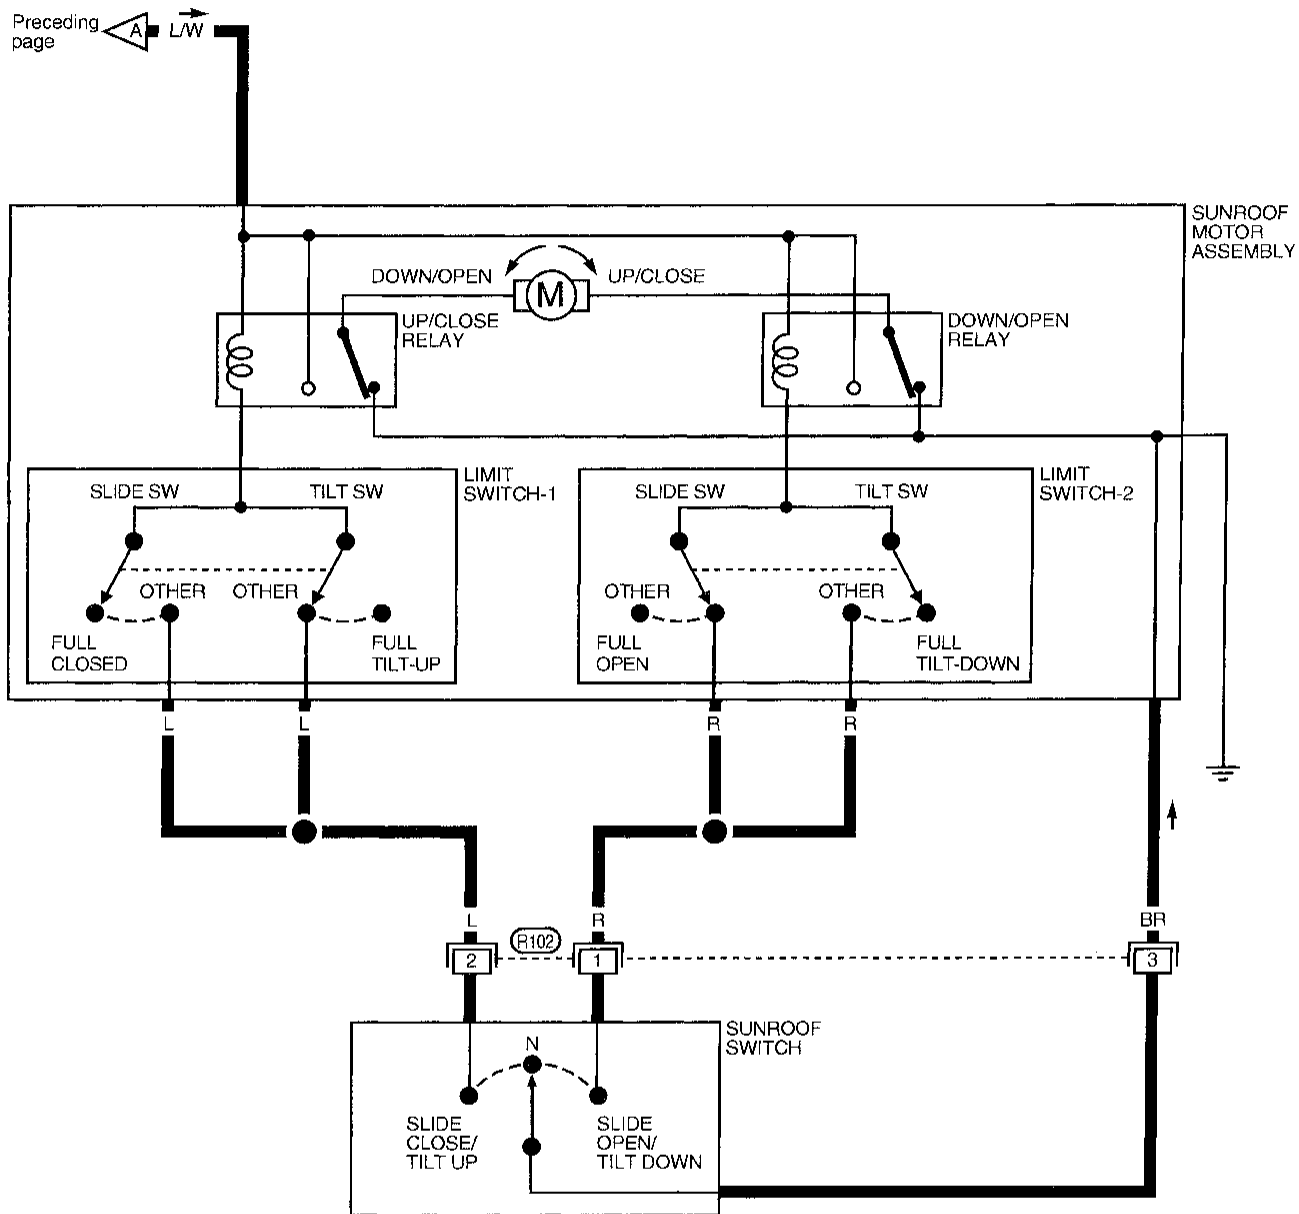 Preceding
page
A
L/W
SUNROOF
MOTOR
ASSEMBLY
DOWN/OPEN
M
UP/CLOSE
UP/CLOSE
RELAY
DOWN/OPEN
RELAY
SLIDE SW
TILT SW
LIMIT
SWITCH-1
SLIDE SW
TILT SW
LIMIT
SWITCH-2
OTHER
OTHER
OTHER
OTHER
FULL
CLOSED
FULL
TILT-UP
FULL
OPEN
FULL
TILT-DOWN
L
L
R
R
L
R102
R
BR
2
1
3
SUNROOF
SWITCH
N
SLIDE
CLOSE/
TILT UP
SLIDE
OPEN/
TILT DOWN